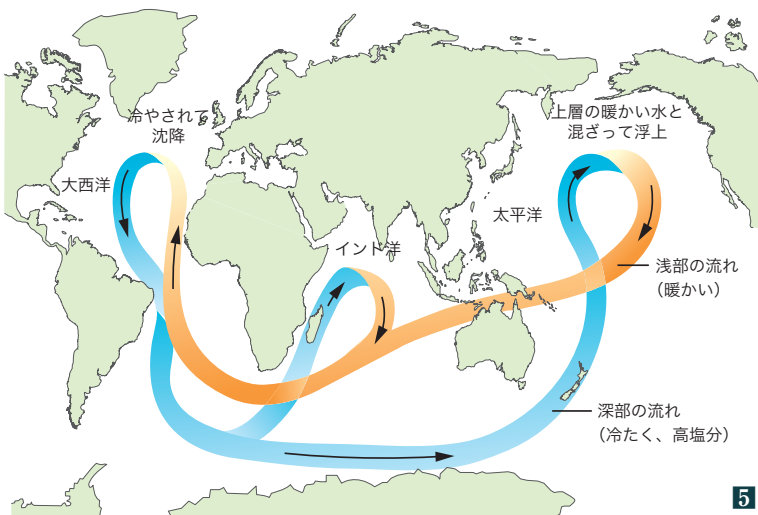 冷やされて
沈降
大西洋
インド洋
上層の暖かい水と
混ざって浮上
太平洋
浅部の流れ
（暖かい）
深部の流れ
（冷たく、高塩分）
5